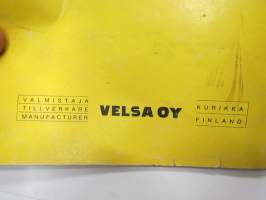 VALMISTAJA
TILLVERKARE
MANUFACTURER
VELSA OY
KURIKKA
FINLAND